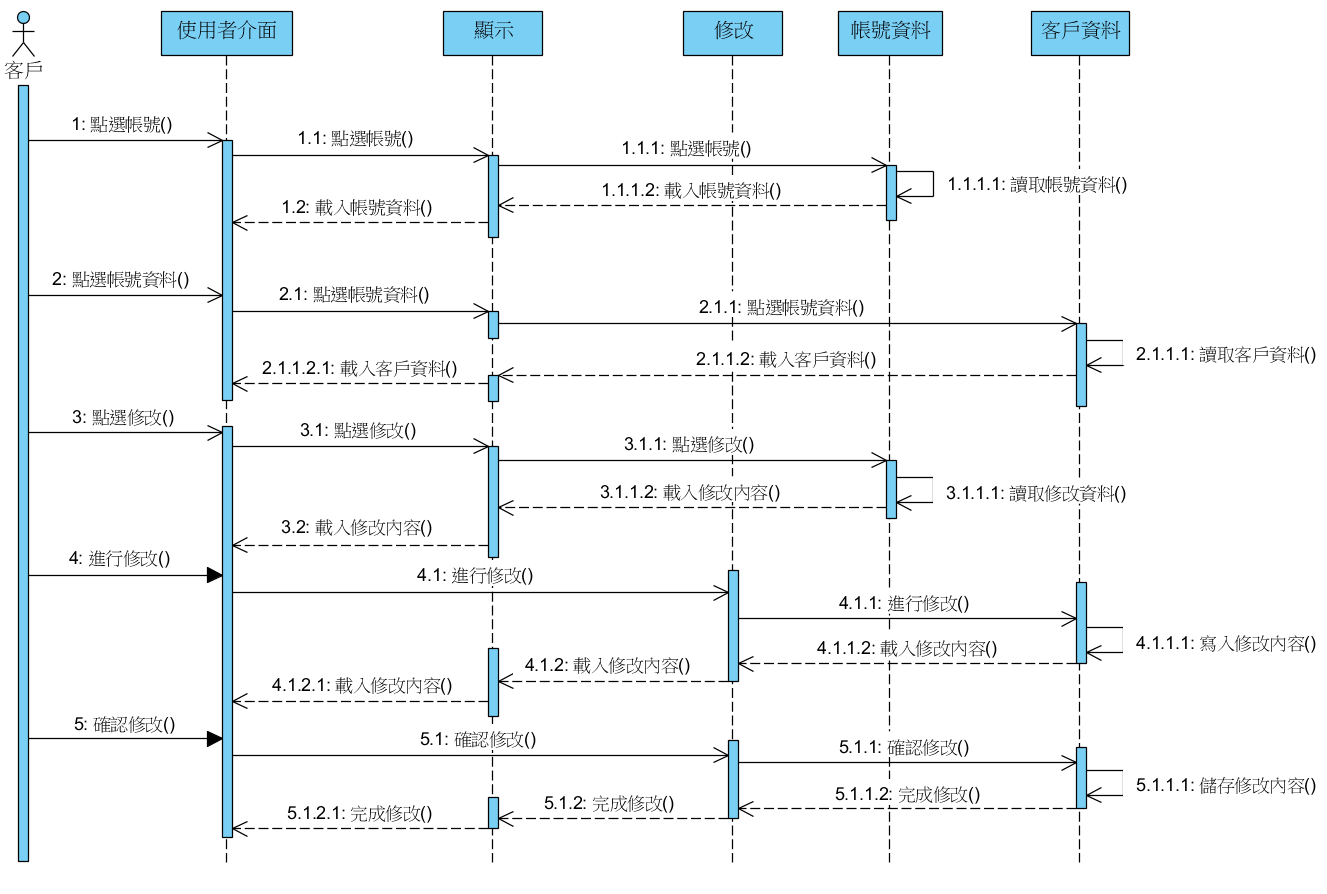 客戶
使用者介面
顯示
修改
帳號資料
客戶資料
1: 點選帳號()
1.1: 點選帳號()
1.1.1: 點選帳號()
1.1.1.1: 讀取帳號資料()
1.1.1.2: 載入帳號資料()
1.2: 載入帳號資料()
2: 點選帳號資料()
2.1: 點選帳號資料()
2.1.1: 點選帳號資料()
2.1.1.1: 讀取客戶資料()
2.1.1.2: 載入客戶資料()
2.1.1.2.1: 載入客戶資料()
3: 點選修改()
3.1: 點選修改()
3.1.1: 點選修改()
3.1.1.1: 讀取修改資料()
3.1.1.2: 載入修改內容()
3.2: 載入修改內容()
4: 進行修改()
4.1: 進行修改()
4.1.1: 進行修改()
4.1.1.1: 寫入修改內容()
4.1.1.2: 載入修改內容()
4.1.2: 載入修改內容()
4.1.2.1: 載入修改內容()
5: 確認修改()
5.1: 確認修改()
5.1.1: 確認修改()
5.1.1.1: 儲存修改內容()
5.1.1.2: 完成修改()
5.1.2: 完成修改()
5.1.2.1: 完成修改()